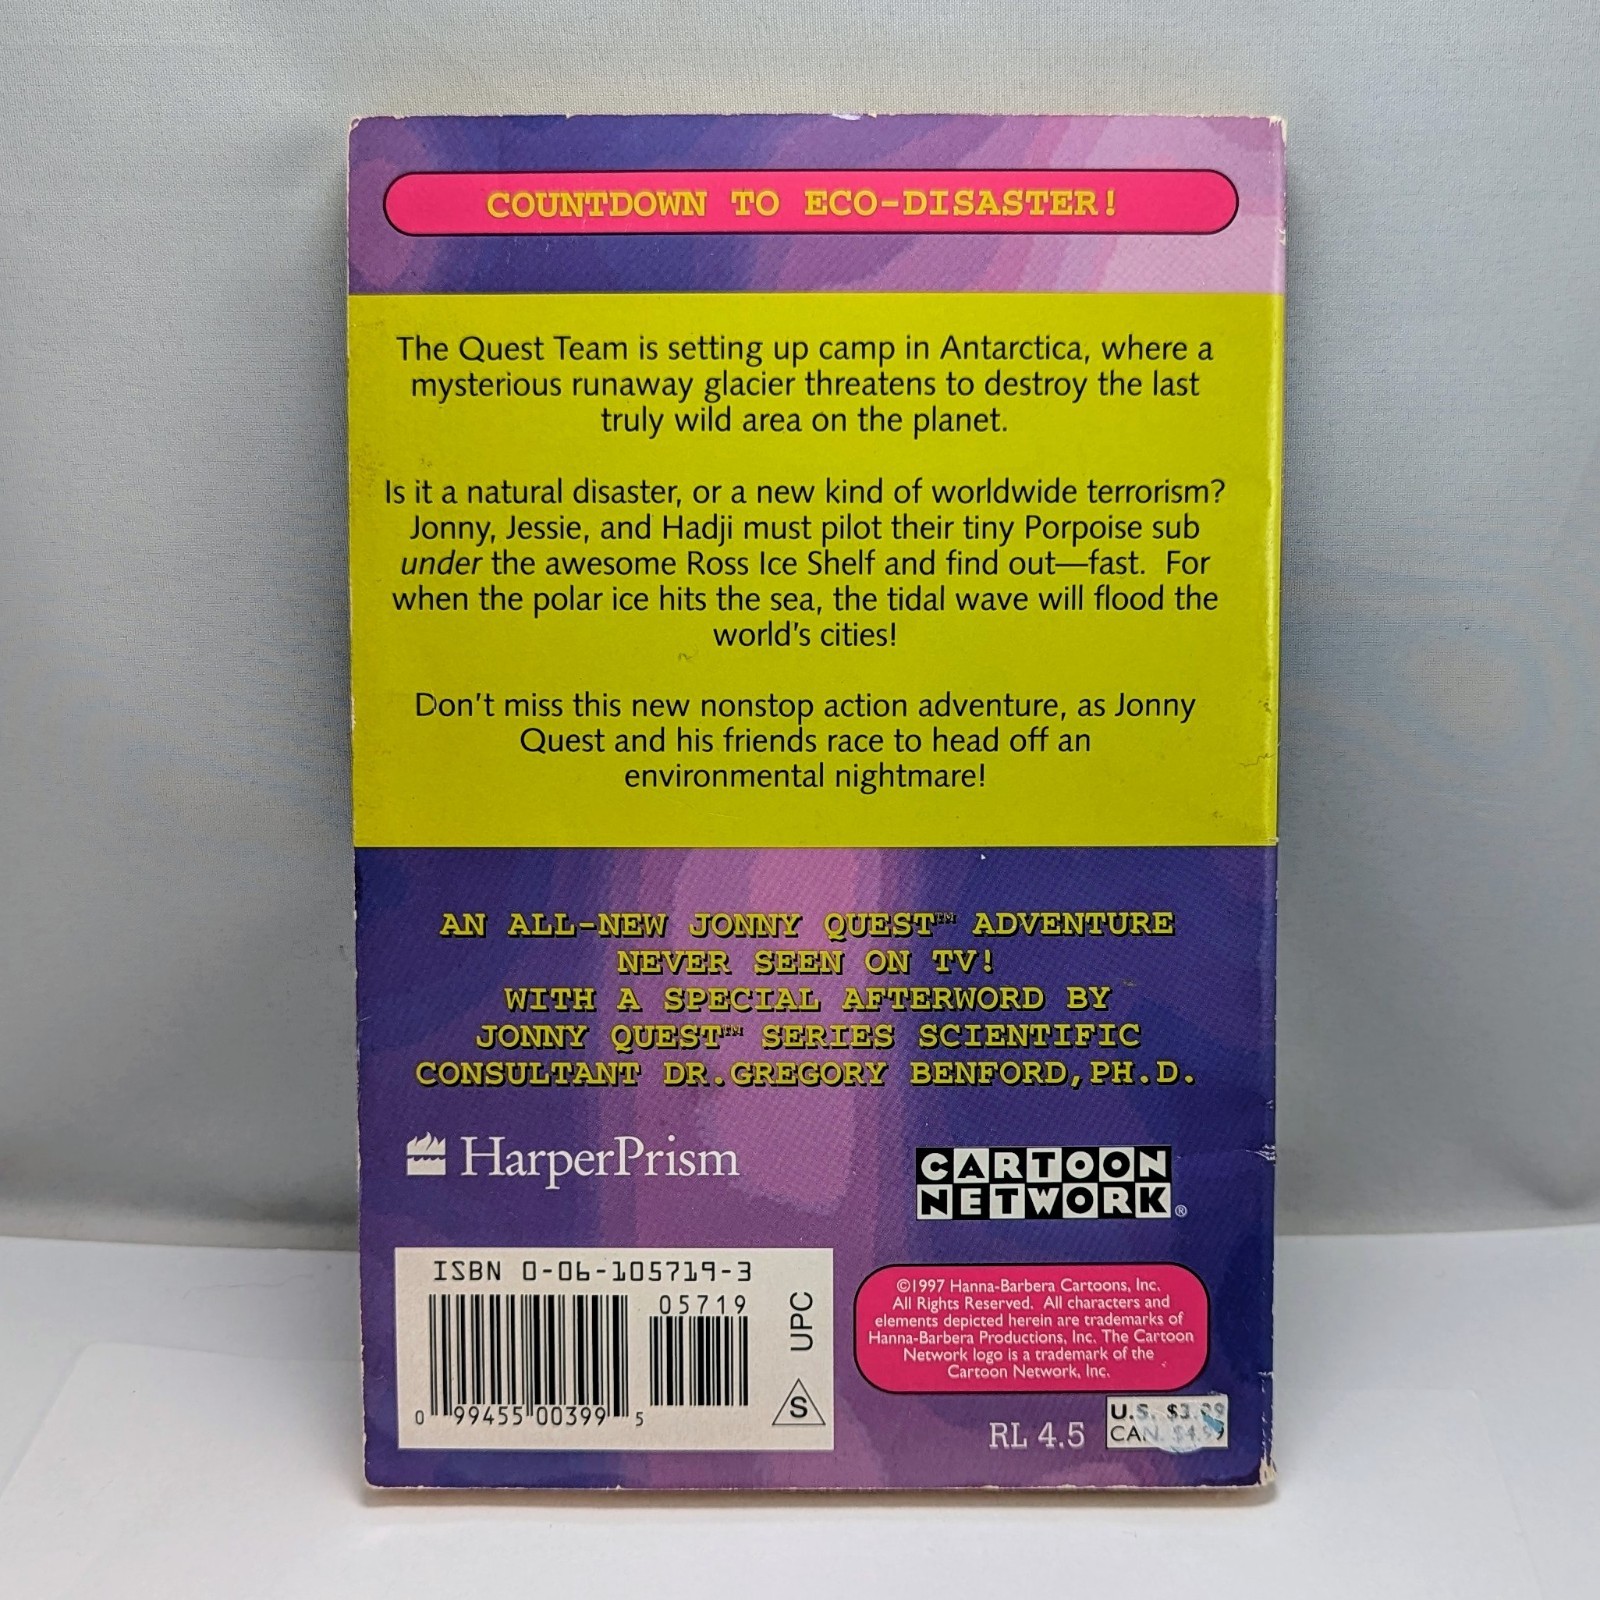 COUNTDOWN TO ECO-DISASTER!
The Quest Team is setting up camp in Antarctica, where a
mysterious runaway glacier threatens to destroy the last
truly wild area on the planet.
Is it a natural disaster, or a new kind of worldwide terrorism?
Jonny, Jessie, and Hadji must pilot their tiny Porpoise sub
under the awesome Ross Ice Shelf and find out—fast.  For
when the polar ice hits the sea, the tidal wave will flood the
world's cities!
Don't miss this new nonstop action adventure, as Jonny
Quest and his friends race to head off an
environmental nightmare!
AN ALL-NEW JONNY QUEST™ ADVENTURE
NEVER SEEN ON TV!
WITH A SPECIAL AFTERWORD BY
JONNY QUEST™ SERIES SCIENTIFIC
CONSULTANT DR.GREGORY BENFORD,PH.D.
HarperPrism
CARTOON
NETWORK®
ISBN 0-06-105719-3
05719
UPC
0 99455 00399 5
S
©1997 Hanna-Barbera Cartoons, Inc.
All Rights Reserved.  All characters and
elements depicted herein are trademarks of
Hanna-Barbera Productions, Inc. The Cartoon
Network logo is a trademark of the
Cartoon Network, Inc.
RL 4.5
U.S. $3.99
CAN. $4.99